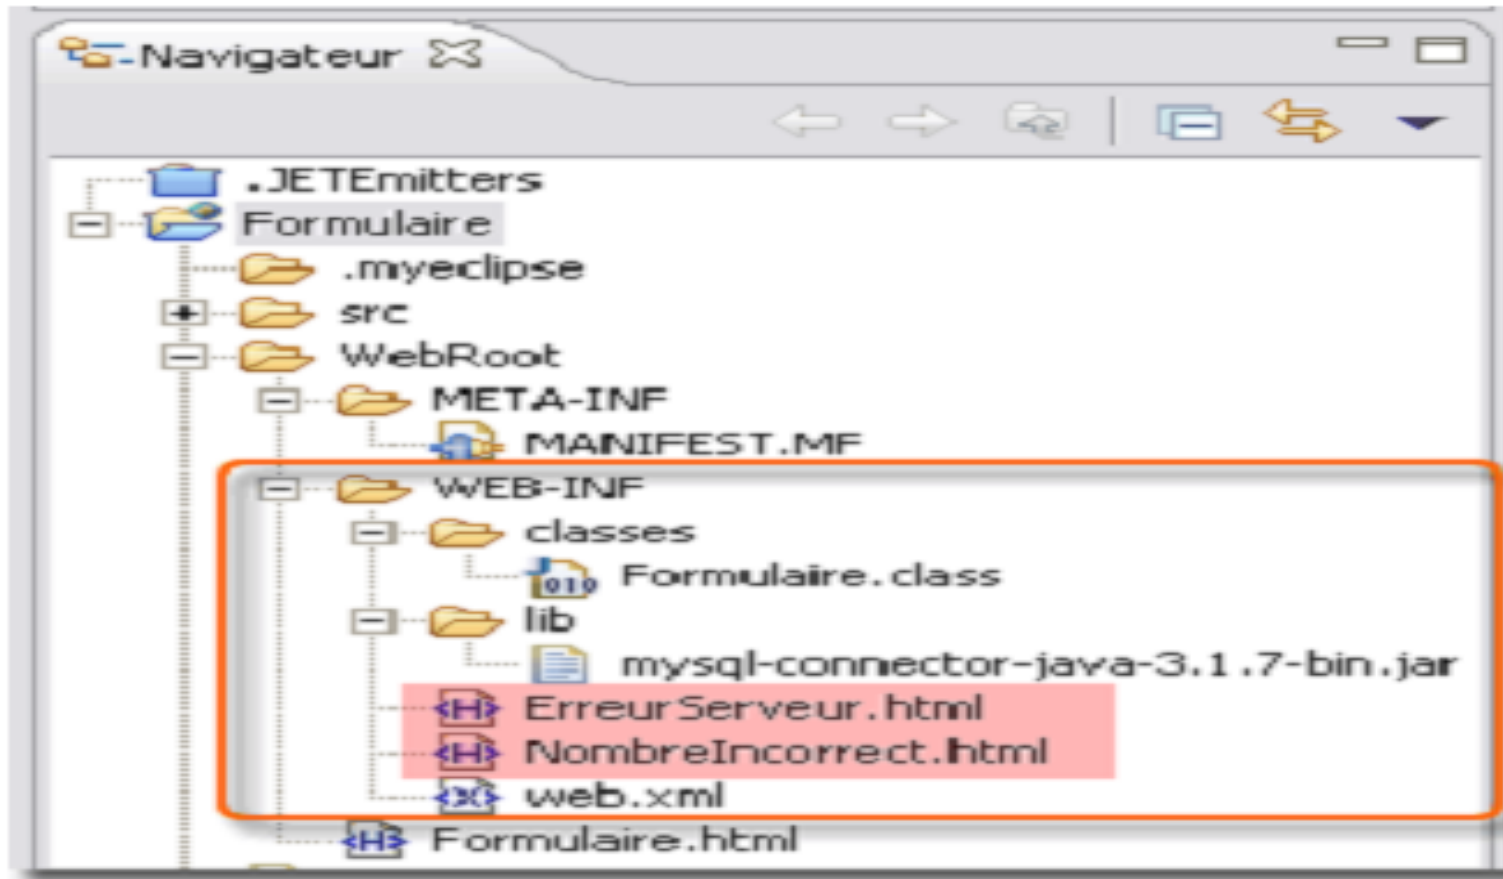 Navigateur
.JETEmitters
Formulaire
.myeclipse
src
WebRoot
META-INF
MANIFEST.MF
WEB-INF
classes
010 Formulaire.class
lib
mysql-connector-java-3.1.7-bin.jar
<H> ErreurServeur.html
<H> NombreIncorrect.html
<X> web.xml
<H> Formulaire.html